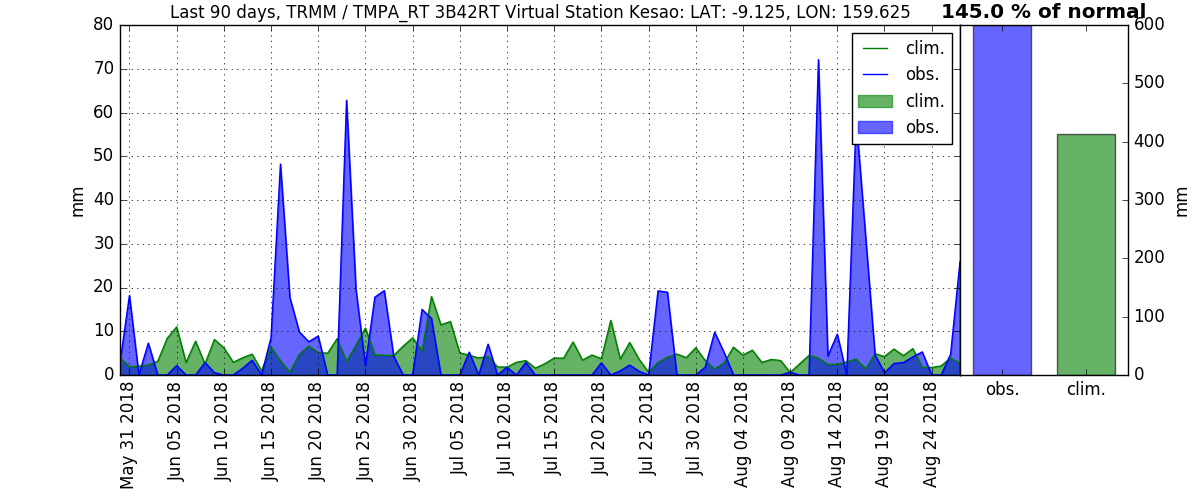 Last 90 days, TRMM / TMPA_RT 3B42RT Virtual Station Kesao: LAT: -9.125, LON: 159.625
145.0 % of normal
80
70
60
50
40
30
20
10
0
mm
clim.
obs.
clim.
obs.
May 31 2018
Jun 05 2018
Jun 10 2018
Jun 15 2018
Jun 20 2018
Jun 25 2018
Jun 30 2018
Jul 05 2018
Jul 10 2018
Jul 15 2018
Jul 20 2018
Jul 25 2018
Jul 30 2018
Aug 04 2018
Aug 09 2018
Aug 14 2018
Aug 19 2018
Aug 24 2018
600
500
400
300
200
100
0
mm
obs.
clim.